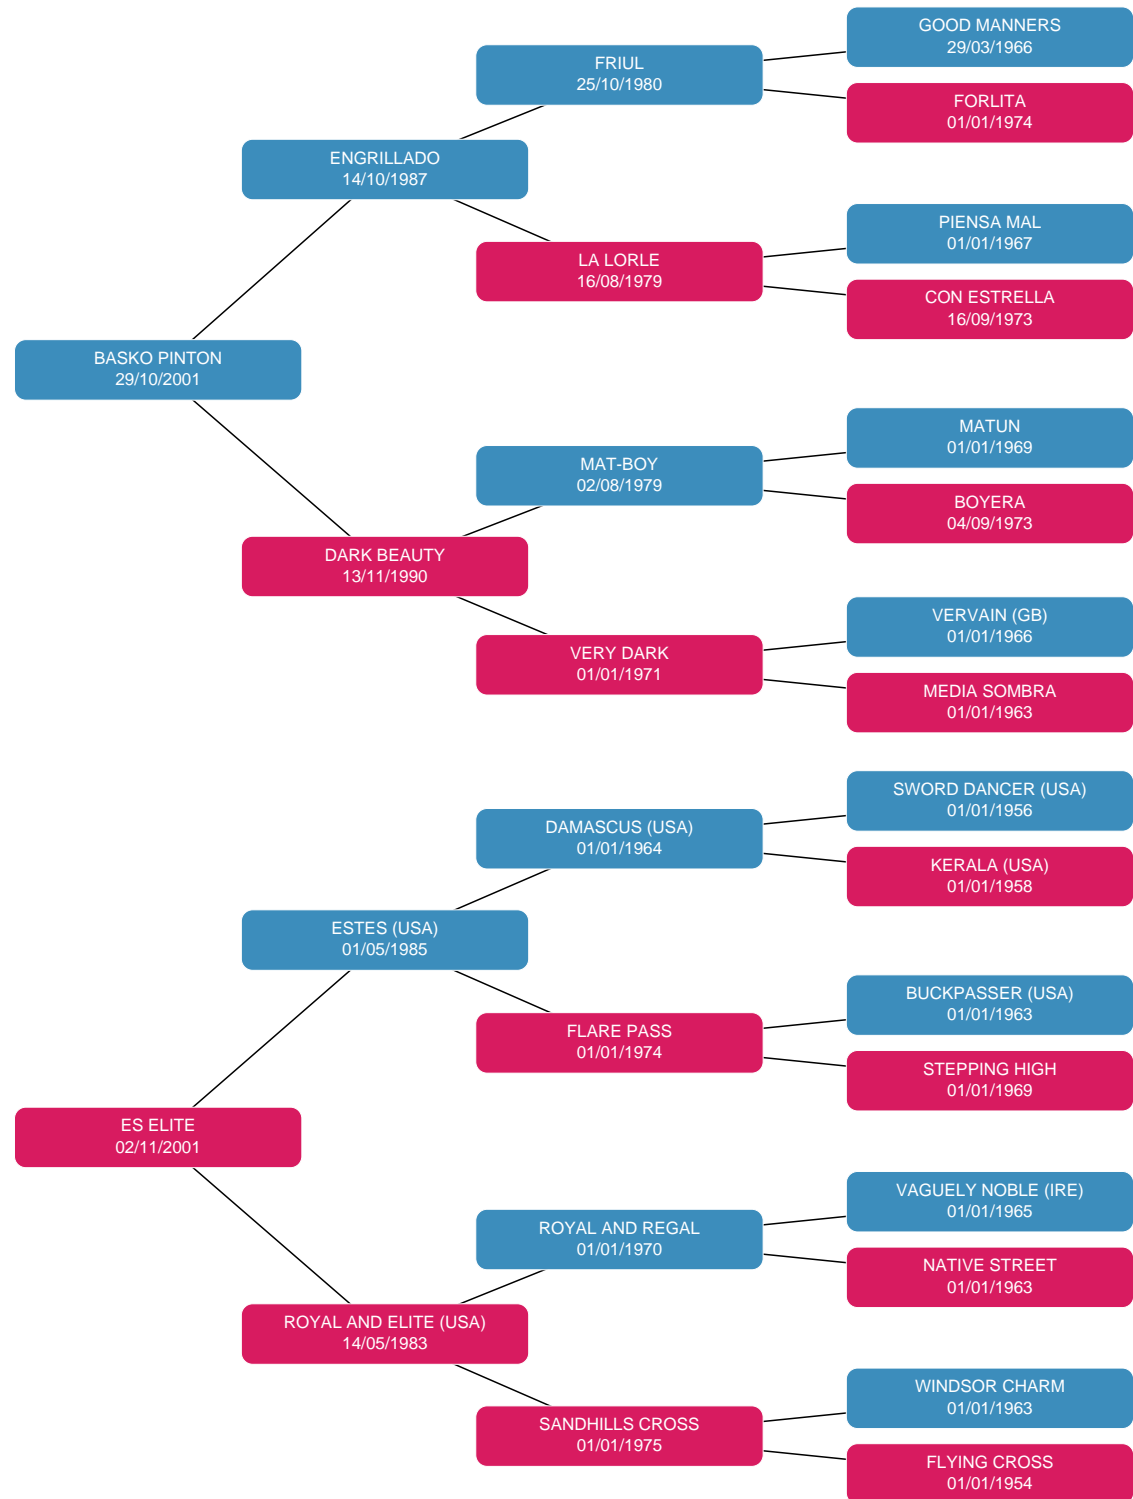 GOOD MANNERS
29/03/1966
FRIUL
25/10/1980
FORLITA
01/01/1974
ENGRILLADO
14/10/1987
PIENSA MAL
01/01/1967
LA LORLE
16/08/1979
CON ESTRELLA
16/09/1973
BASKO PINTON
29/10/2001
MATUN
01/01/1969
MAT-BOY
02/08/1979
BOYERA
04/09/1973
DARK BEAUTY
13/11/1990
VERVAIN (GB)
01/01/1966
VERY DARK
01/01/1971
MEDIA SOMBRA
01/01/1963
SWORD DANCER (USA)
01/01/1956
DAMASCUS (USA)
01/01/1964
KERALA (USA)
01/01/1958
ESTES (USA)
01/05/1985
BUCKPASSER (USA)
01/01/1963
FLARE PASS
01/01/1974
STEPPING HIGH
01/01/1969
ES ELITE
02/11/2001
VAGUELY NOBLE (IRE)
01/01/1965
ROYAL AND REGAL
01/01/1970
NATIVE STREET
01/01/1963
ROYAL AND ELITE (USA)
14/05/1983
WINDSOR CHARM
01/01/1963
SANDHILLS CROSS
01/01/1975
FLYING CROSS
01/01/1954